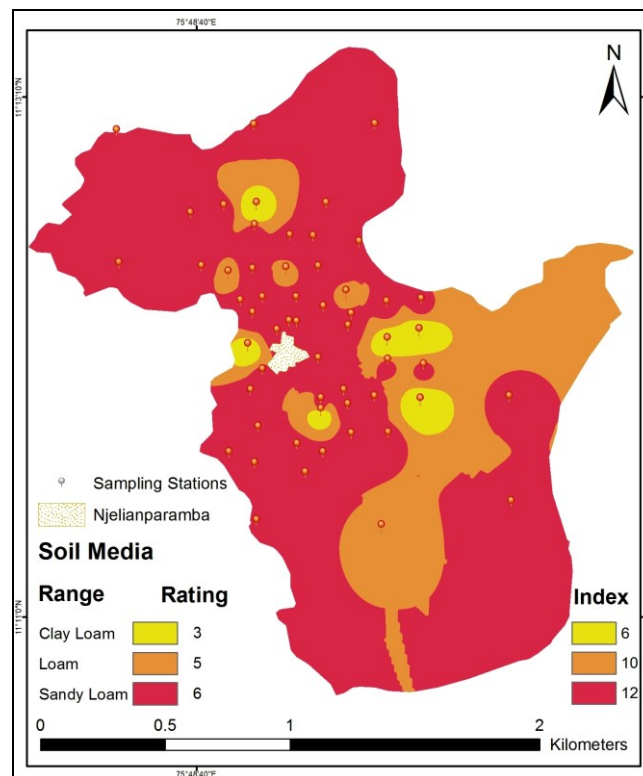 75°48'40"E
N
11°13'10"N
Sampling Stations
Njelianparamba
Soil Media
Range Rating Index
Clay Loam 3 6
Loam 5 10
Sandy Loam 6 12
11°11'0"N
0 0.5 1 2
Kilometers
75°48'40"E